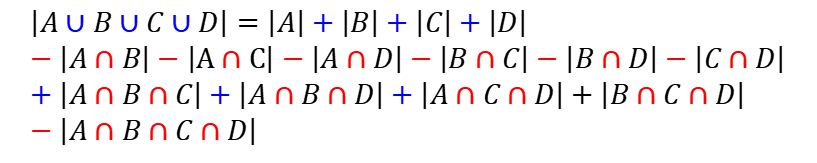 |A ∪ B ∪ C ∪ D| = |A| + |B| + |C| + |D|
− |A ∩ B| − |A ∩ C| − |A ∩ D| − |B ∩ C| − |B ∩ D| − |C ∩ D|
+ |A ∩ B ∩ C| + |A ∩ B ∩ D| + |A ∩ C ∩ D| + |B ∩ C ∩ D|
− |A ∩ B ∩ C ∩ D|